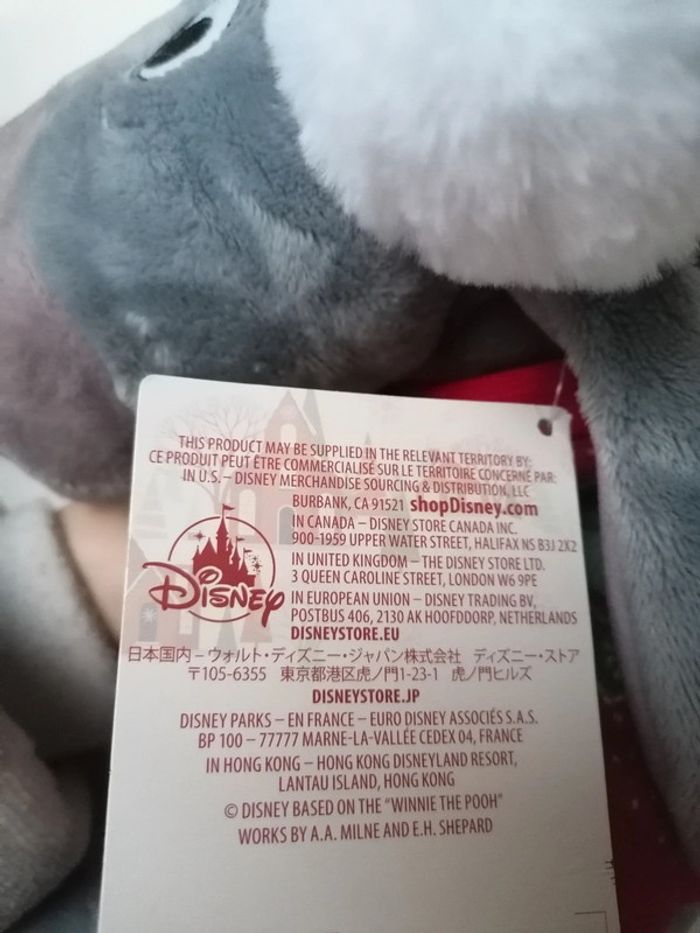 THIS PRODUCT MAY BE SUPPLIED IN THE RELEVANT TERRITORY BY:
CE PRODUIT PEUT ÊTRE COMMERCIALISÉ SUR LE TERRITOIRE CONCERNÉ PAR:
IN U.S. – DISNEY MERCHANDISE SOURCING & DISTRIBUTION, LLC
BURBANK, CA 91521 shopDisney.com
IN CANADA – DISNEY STORE CANADA INC.
900-1959 UPPER WATER STREET, HALIFAX NS B3J 2X2
IN UNITED KINGDOM – THE DISNEY STORE LTD.
3 QUEEN CAROLINE STREET, LONDON W6 9PE
Disney
IN EUROPEAN UNION – DISNEY TRADING BV,
POSTBUS 406, 2130 AK HOOFDDORP, NETHERLANDS
DISNEYSTORE.EU
日本国内 – ウォルト・ディズニー・ジャパン株式会社 ディズニー・ストア
〒105-6355 東京都港区虎ノ門1-23-1 虎ノ門ヒルズ
DISNEYSTORE.JP
DISNEY PARKS – EN FRANCE – EURO DISNEY ASSOCIÉS S.A.S.
BP 100 – 77777 MARNE-LA-VALLÉE CEDEX 04, FRANCE
IN HONG KONG – HONG KONG DISNEYLAND RESORT,
LANTAU ISLAND, HONG KONG
© DISNEY BASED ON THE "WINNIE THE POOH"
WORKS BY A.A. MILNE AND E.H. SHEPARD